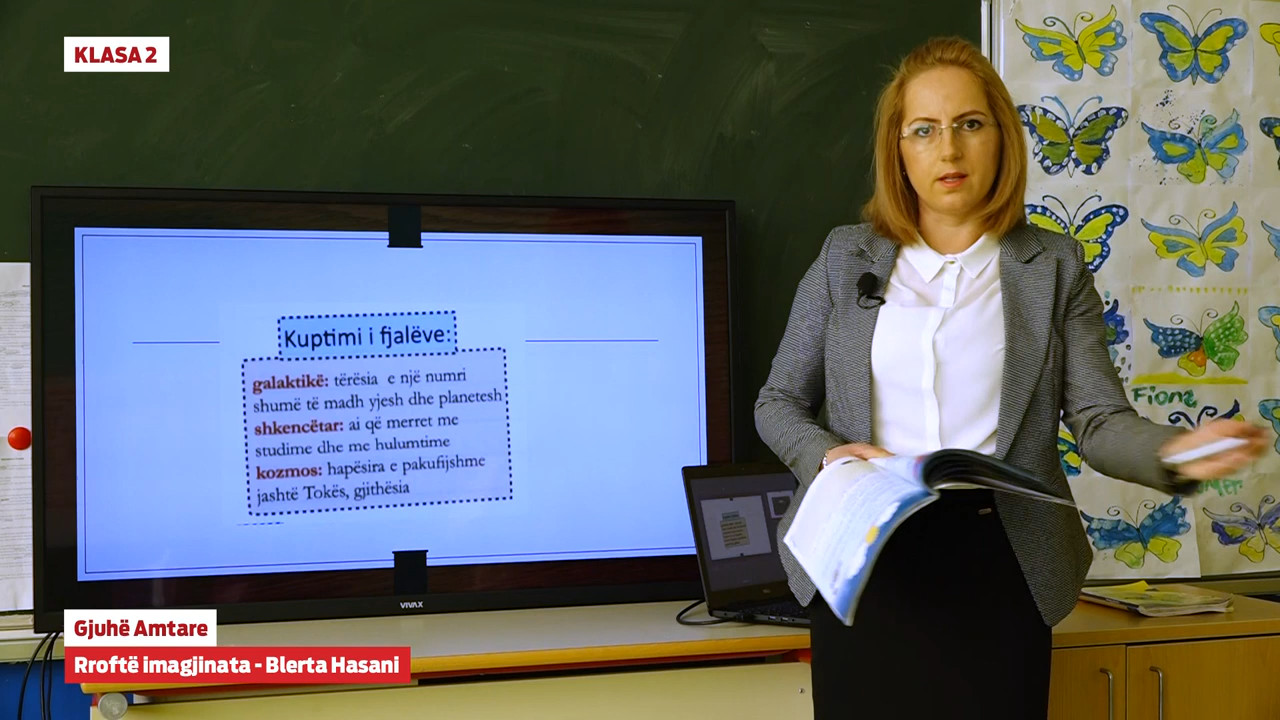 KLASA 2
Kuptimi i fjalëve:
galaktikë: tërësia e një numri
shumë të madh yjesh dhe planetesh
shkencëtar: ai që merret me
studime dhe me hulumtime
kozmos: hapësira e pakufijshme
jashtë Tokës, gjithësia
VIVAX
Fiona
Gjuhë Amtare
Rroftë imagjinata - Blerta Hasani